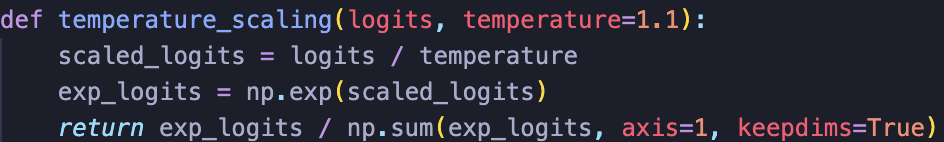 def temperature_scaling(logits, temperature=1.1):
    scaled_logits = logits / temperature
    exp_logits = np.exp(scaled_logits)
    return exp_logits / np.sum(exp_logits, axis=1, keepdims=True)